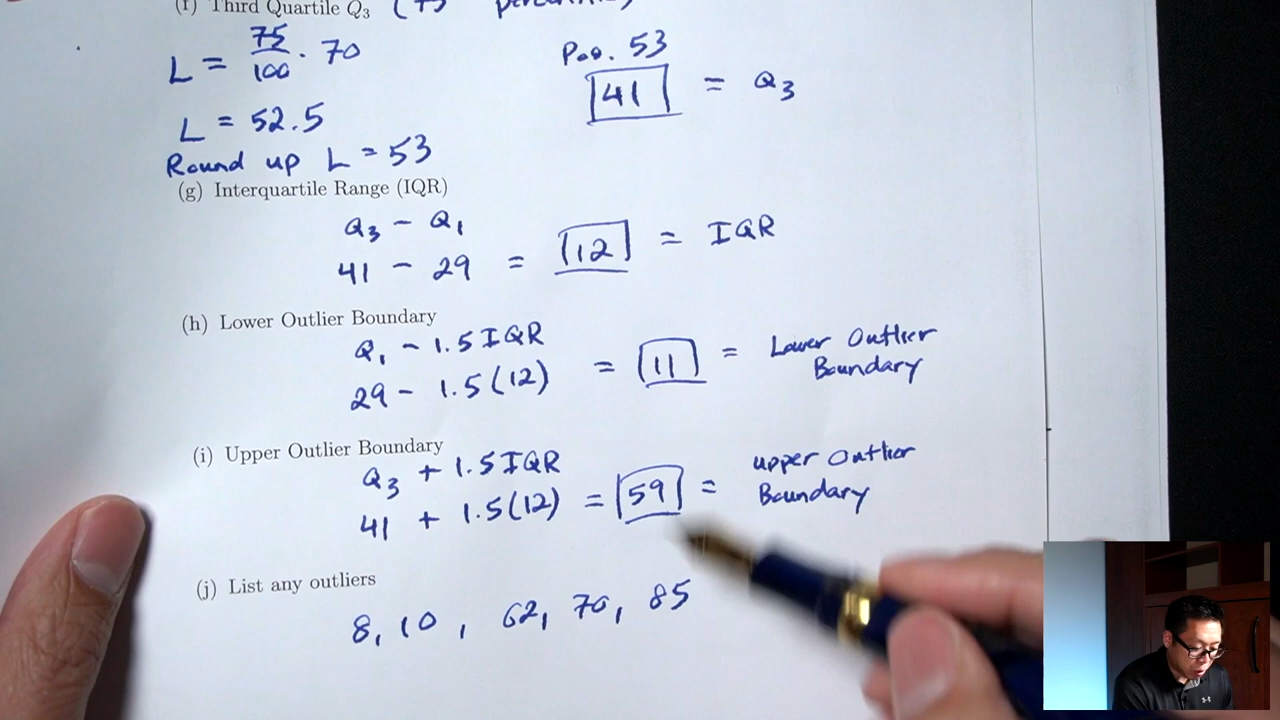 (f) Third Quartile Q3 (75
L = 75/100 · 70
Pos. 53
41 = Q3
L = 52.5
Round up L = 53
(g) Interquartile Range (IQR)
Q3 - Q1
41 - 29 = 12 = IQR
(h) Lower Outlier Boundary
Q1 - 1.5 IQR
29 - 1.5(12) = 11 = Lower Outlier
Boundary
(i) Upper Outlier Boundary
Q3 + 1.5 IQR
41 + 1.5(12) = 59 = upper Outlier
Boundary
(j) List any outliers
8, 10, 62, 70, 85